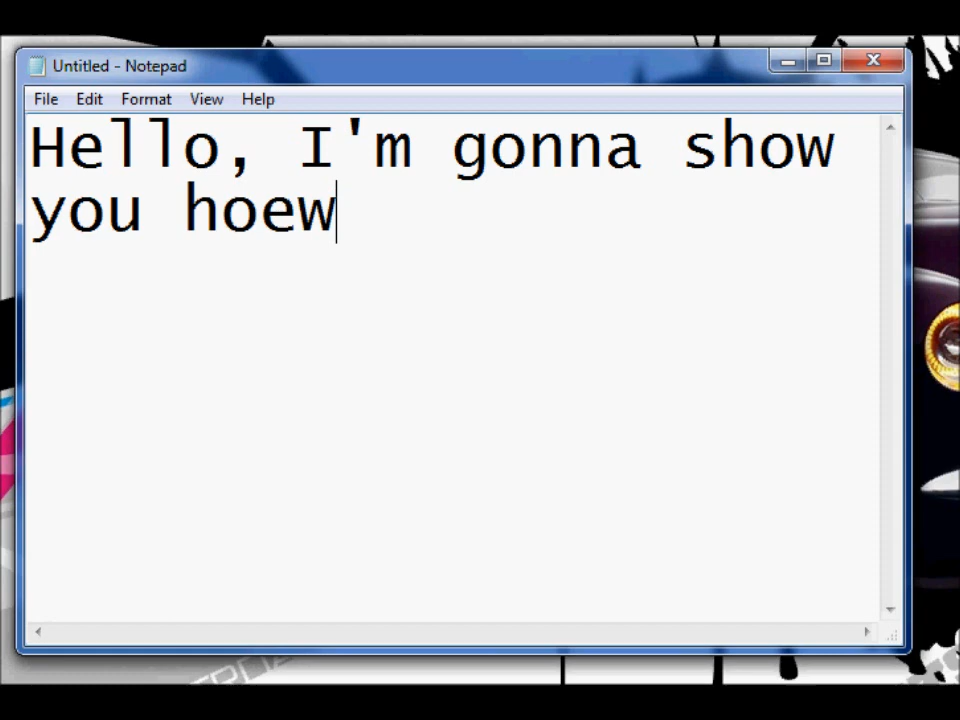 Untitled - Notepad
File Edit Format View Help
Hello, I'm gonna show
you hoew